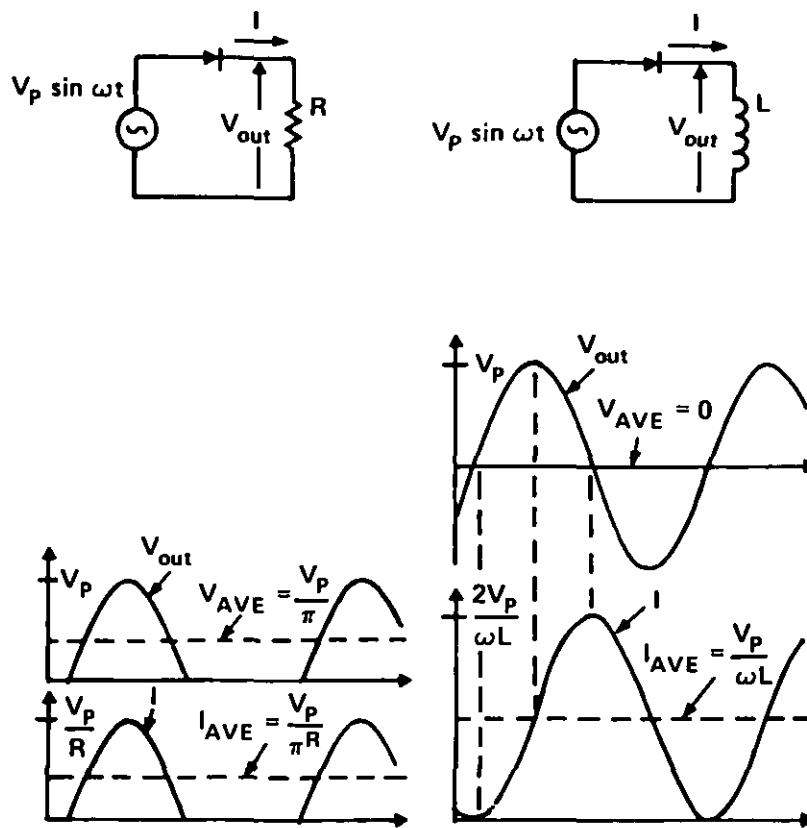 I
V_p sin ωt
V_out
R
I
V_p sin ωt
V_out
L
V_p
V_out
V_AVE = 0
V_p
V_out
V_AVE = V_p/π
V_p/R
I
I_AVE = V_p/πR
2V_p/ωL
I
I_AVE = V_p/ωL